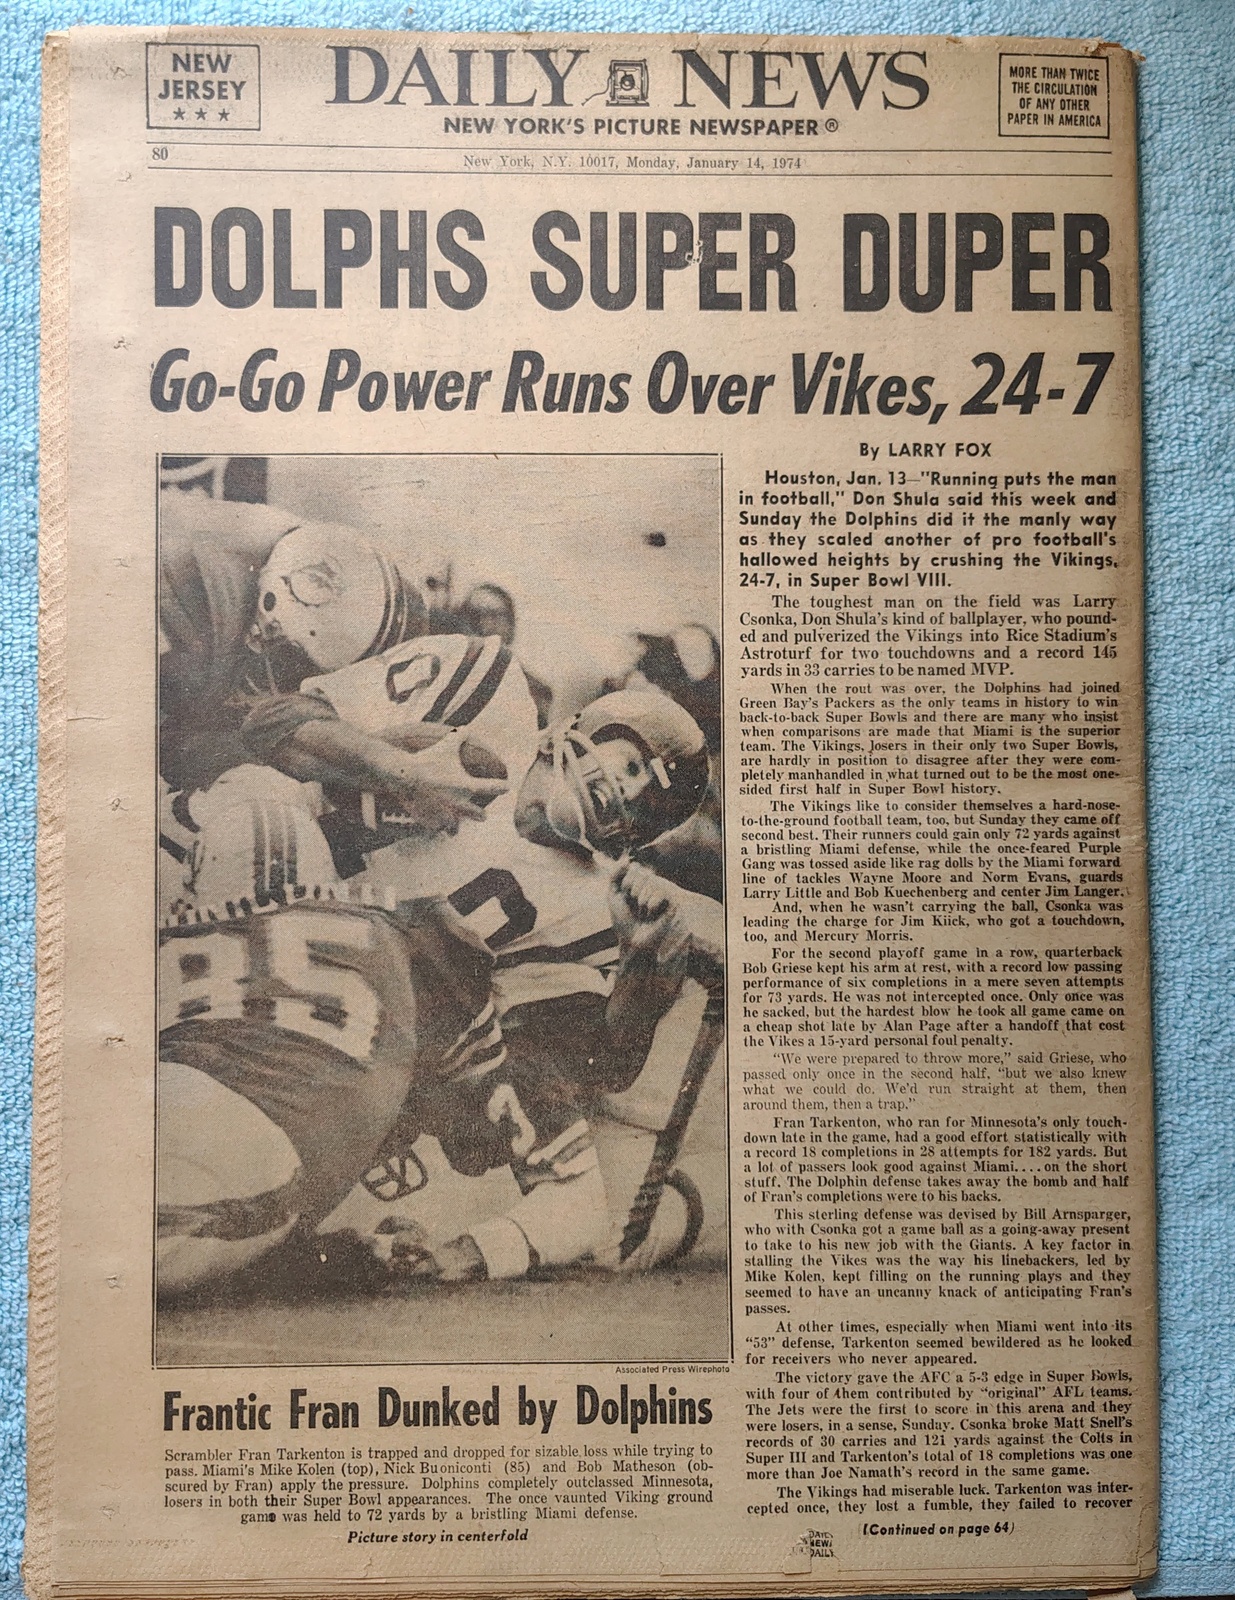 NEW
JERSEY
★ ★ ★
DAILY NEWS
NEW YORK'S PICTURE NEWSPAPER ®
MORE THAN TWICE
THE CIRCULATION
OF ANY OTHER
PAPER IN AMERICA
80
New York, N.Y. 10017, Monday, January 14, 1974
DOLPHS SUPER DUPER
Go-Go Power Runs Over Vikes, 24-7
By LARRY FOX
Houston, Jan. 13—"Running puts the man
in football," Don Shula said this week and
Sunday the Dolphins did it the manly way
as they scaled another of pro football's
hallowed heights by crushing the Vikings,
24-7, in Super Bowl VIII.
The toughest man on the field was Larry
Csonka, Don Shula's kind of ballplayer, who pound-
ed and pulverized the Vikings into Rice Stadium's
Astroturf for two touchdowns and a record 145
yards in 33 carries to be named MVP.
When the rout was over, the Dolphins had joined
Green Bay's Packers as the only teams in history to win
back-to-back Super Bowls and there are many who insist
when comparisons are made that Miami is the superior
team. The Vikings, losers in their only two Super Bowls,
are hardly in position to disagree after they were com-
pletely manhandled in what turned out to be the most one-
sided first half in Super Bowl history.
The Vikings like to consider themselves a hard-nose-
to-the-ground football team, too, but Sunday they came off
second best. Their runners could gain only 72 yards against
a bristling Miami defense, while the once-feared Purple
Gang was tossed aside like rag dolls by the Miami forward
line of tackles Wayne Moore and Norm Evans, guards
Larry Little and Bob Kuechenberg and center Jim Langer.
And, when he wasn't carrying the ball, Csonka was
leading the charge for Jim Kiick, who got a touchdown,
too, and Mercury Morris.
For the second playoff game in a row, quarterback
Bob Griese kept his arm at rest, with a record low passing
performance of six completions in a mere seven attempts
for 73 yards. He was not intercepted once. Only once was
he sacked, but the hardest blow he took all game came on
a cheap shot late by Alan Page after a handoff that cost
the Vikes a 15-yard personal foul penalty.
"We were prepared to throw more," said Griese, who
passed only once in the second half, "but we also knew
what we could do. We'd run straight at them, then
around them, then a trap."
Fran Tarkenton, who ran for Minnesota's only touch-
down late in the game, had a good effort statistically with
a record 18 completions in 28 attempts for 182 yards. But
a lot of passers look good against Miami....on the short
stuff. The Dolphin defense takes away the bomb and half
of Fran's completions were to his backs.
This sterling defense was devised by Bill Arnsparger,
who with Csonka got a game ball as a going-away present
to take to his new job with the Giants. A key factor in
stalling the Vikes was the way his linebackers, led by
Mike Kolen, kept filling on the running plays and they
seemed to have an uncanny knack of anticipating Fran's
passes.
At other times, especially when Miami went into its
"53" defense, Tarkenton seemed bewildered as he looked
for receivers who never appeared.
The victory gave the AFC a 5-3 edge in Super Bowls,
with four of them contributed by "original" AFL teams.
The Jets were the first to score in this arena and they
were losers, in a sense, Sunday. Csonka broke Matt Snell's
records of 30 carries and 121 yards against the Colts in
Super III and Tarkenton's total of 18 completions was one
more than Joe Namath's record in the same game.
The Vikings had miserable luck. Tarkenton was inter-
cepted once, they lost a fumble, they failed to recover
(Continued on page 64)
85
Associated Press Wirephoto
Frantic Fran Dunked by Dolphins
Scrambler Fran Tarkenton is trapped and dropped for sizable loss while trying to
pass. Miami's Mike Kolen (top), Nick Buoniconti (85) and Bob Matheson (ob-
scured by Fran) apply the pressure. Dolphins completely outclassed Minnesota,
losers in both their Super Bowl appearances. The once vaunted Viking ground
game was held to 72 yards by a bristling Miami defense.
Picture story in centerfold